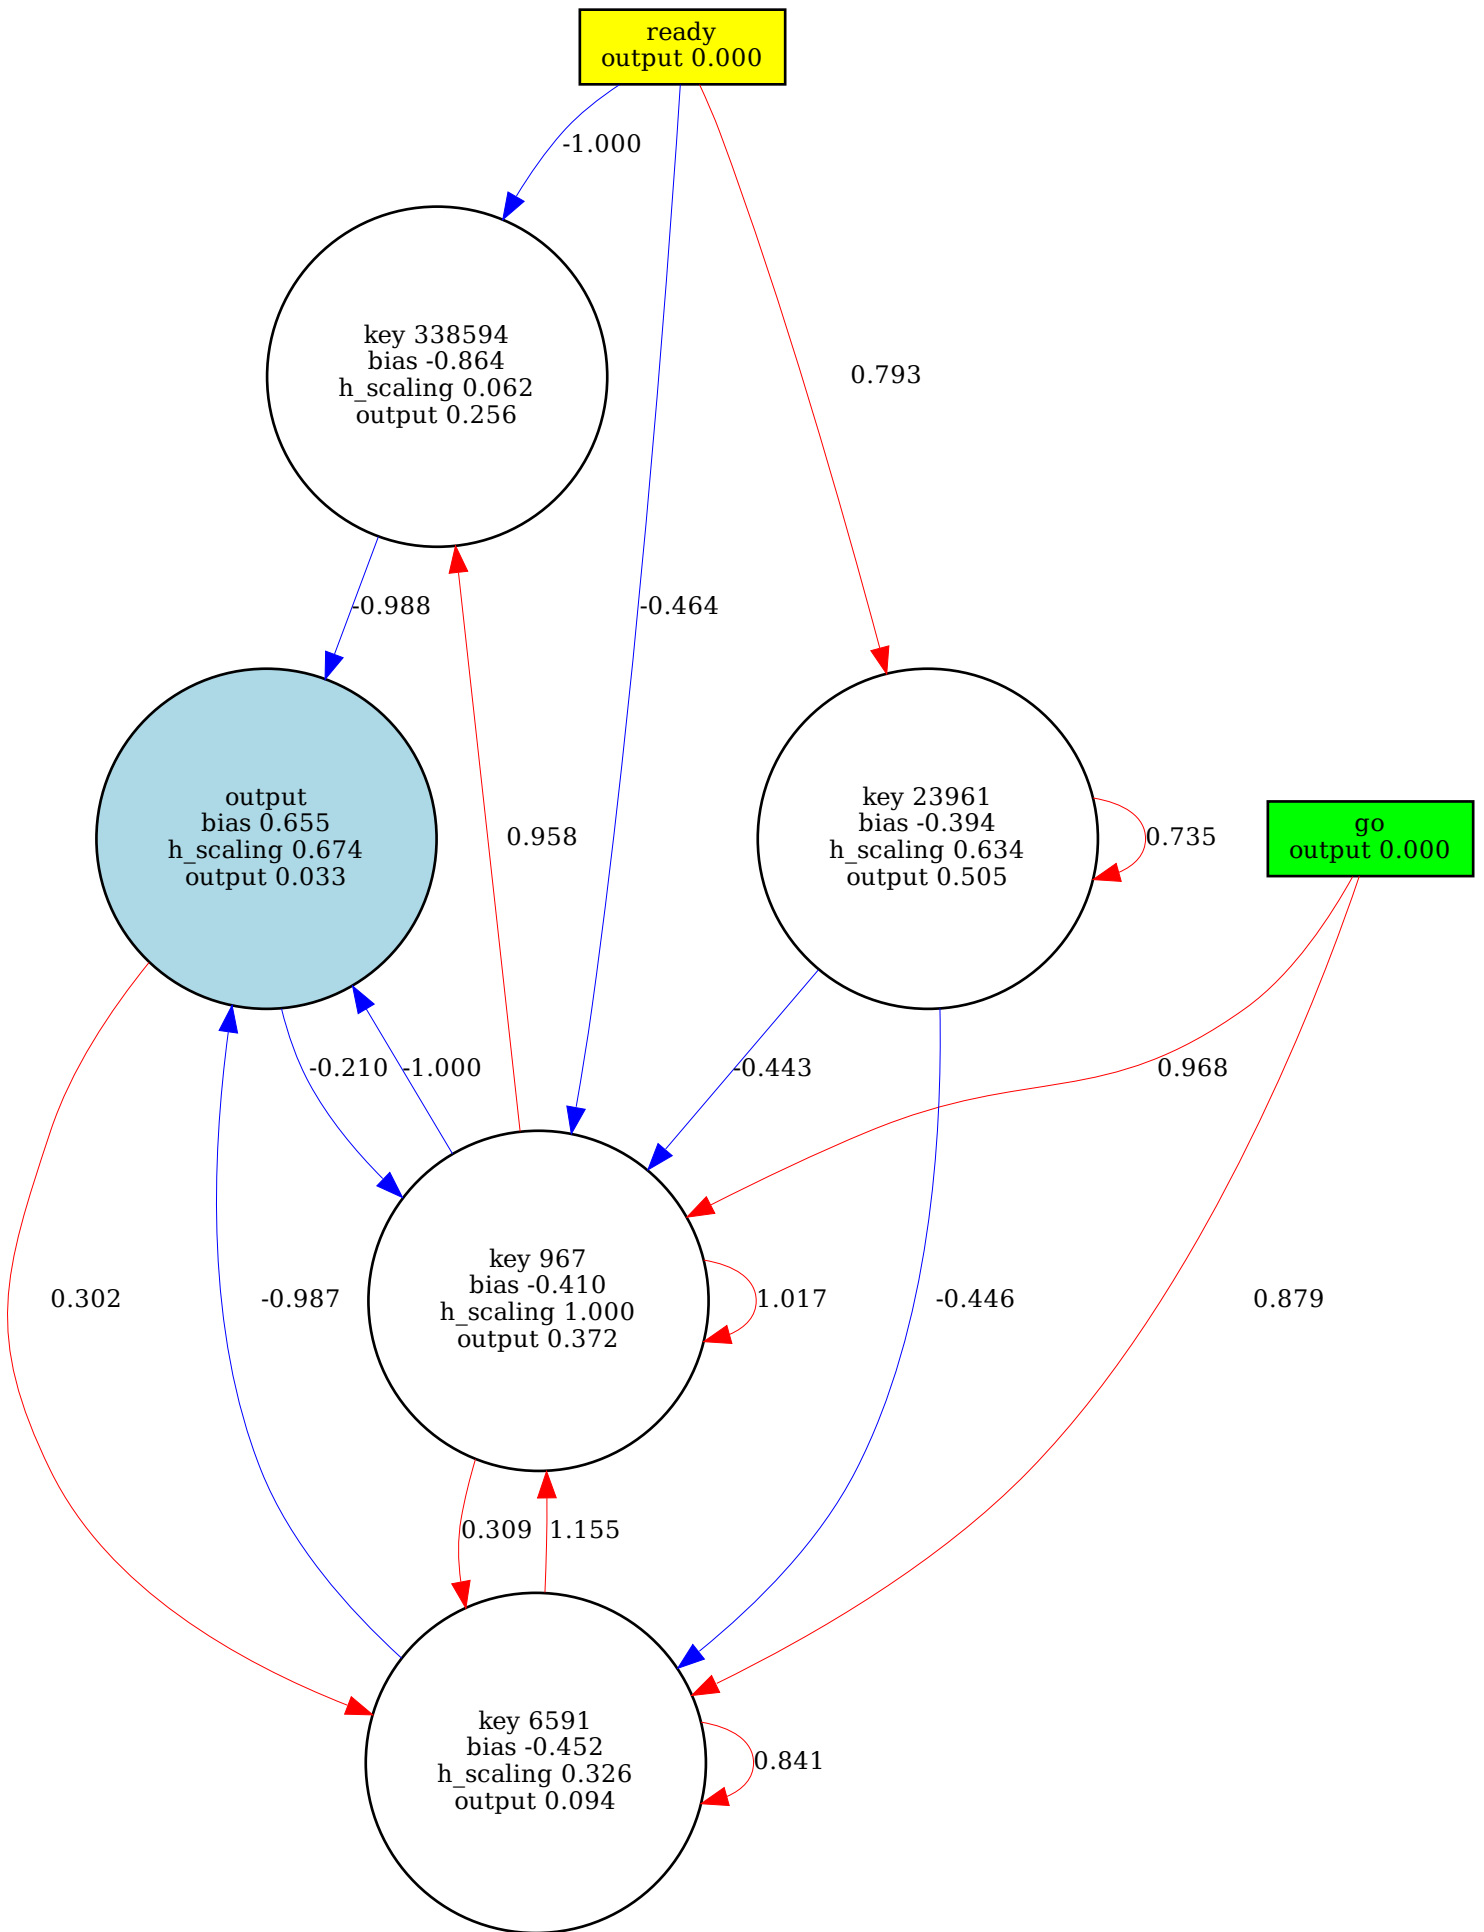 ready
output 0.000
-1.000
key 338594
bias -0.864
h_scaling 0.062
output 0.256
0.793
-0.988
-0.464
output
bias 0.655
h_scaling 0.674
output 0.033
0.958
key 23961
bias -0.394
h_scaling 0.634
output 0.505
0.735
go
output 0.000
-0.210
-1.000
-0.443
0.968
0.302
-0.987
key 967
bias -0.410
h_scaling 1.000
output 0.372
1.017
-0.446
0.879
0.309
1.155
key 6591
bias -0.452
h_scaling 0.326
output 0.094
0.841